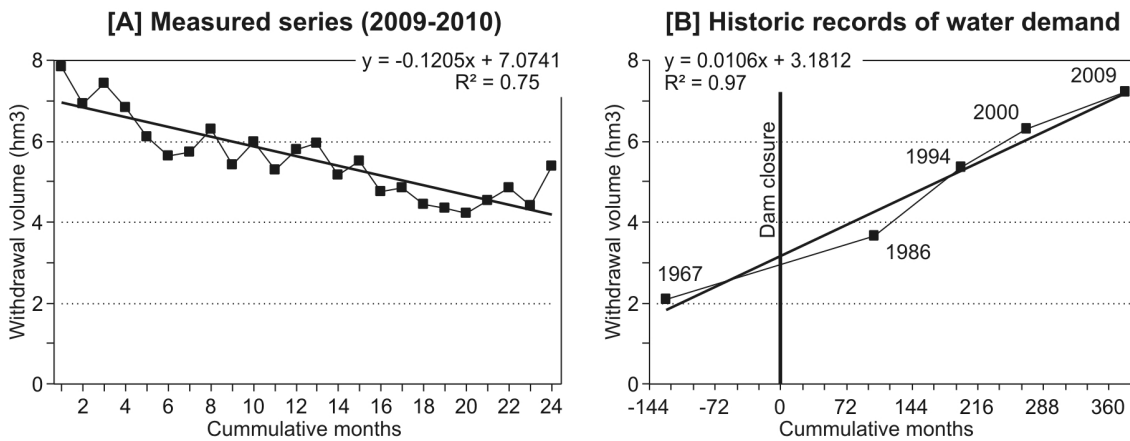 [A] Measured series (2009-2010)
y = -0.1205x + 7.0741
R² = 0.75
Withdrawal volume (hm3)
8
6
4
2
0
2 4 6 8 10 12 14 16 18 20 22 24
Cummulative months
[B] Historic records of water demand
y = 0.0106x + 3.1812
R² = 0.97
Withdrawal volume (hm3)
8
6
4
2
0
Dam closure
1967
1986
1994
2000
2009
-144 -72 0 72 144 216 288 360
Cummulative months